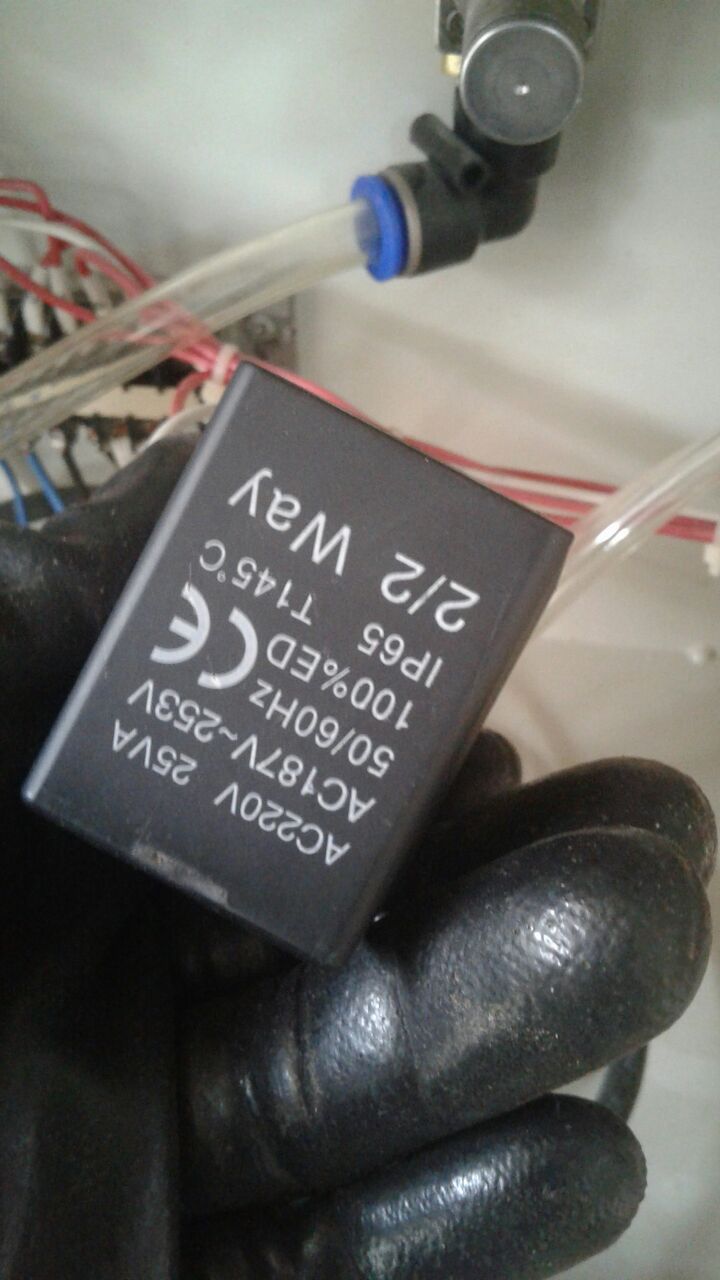 AC220V 25VA
AC187V~253V
50/60Hz CE
100%ED
IP65 T145°C
2/2 Way